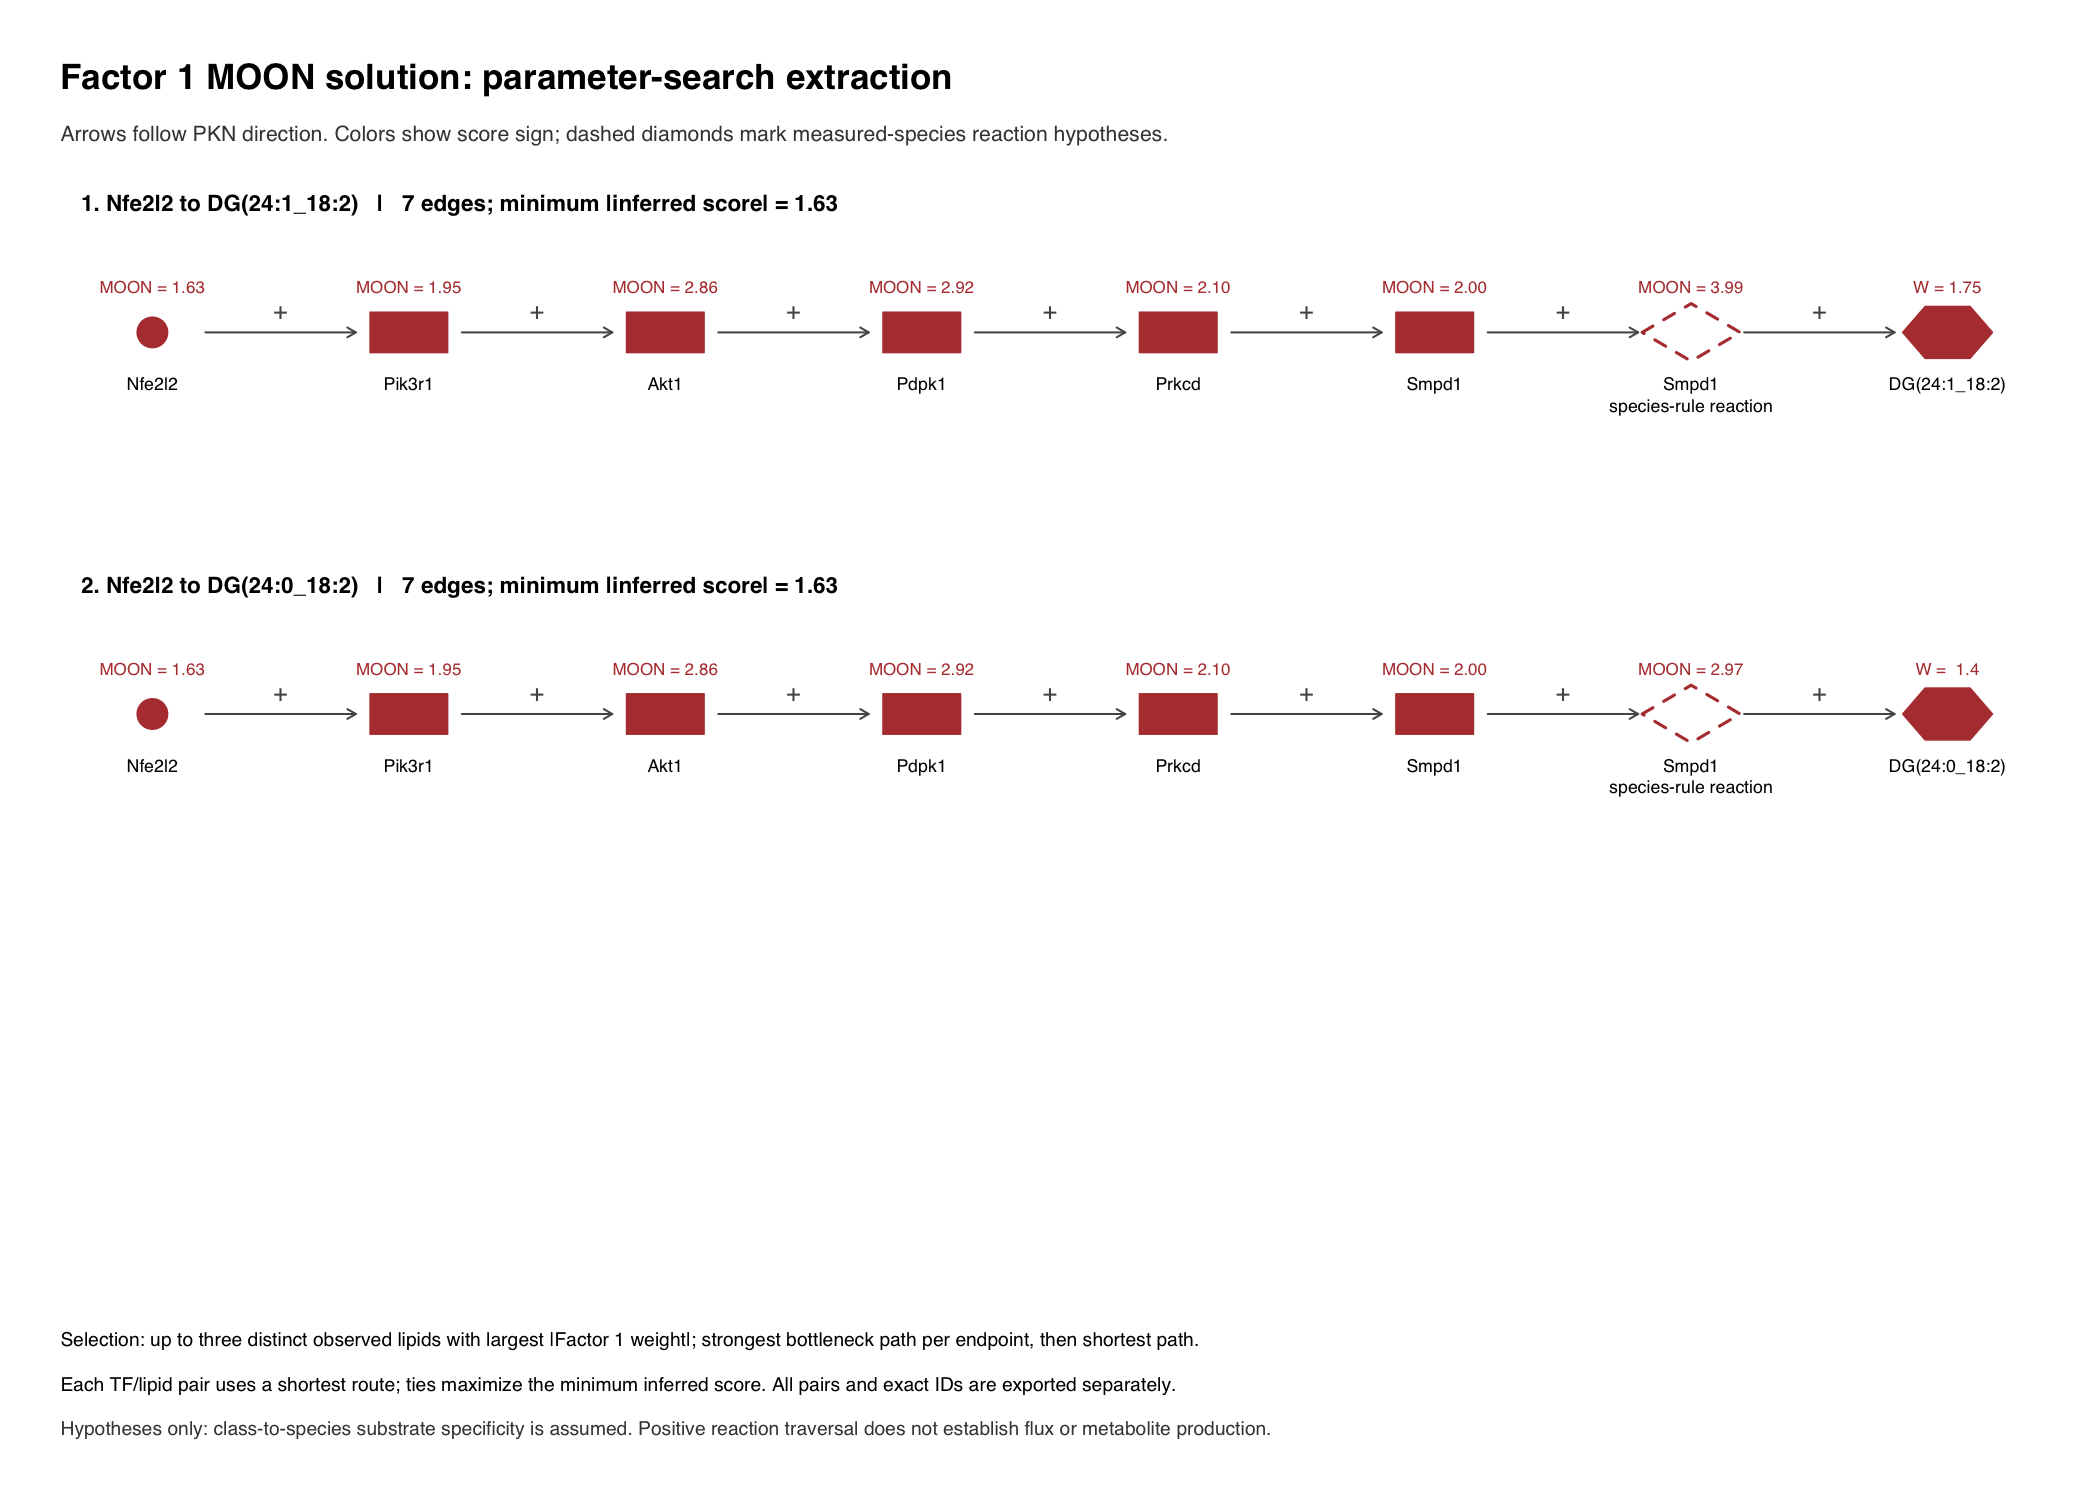 Factor 1 MOON solution: parameter-search extraction
Arrows follow PKN direction. Colors show score sign; dashed diamonds mark measured-species reaction hypotheses.
1. Nfe2l2 to DG(24:1_18:2) | 7 edges; minimum |inferred score| = 1.63
MOON = 1.63 MOON = 1.95 MOON = 2.86 MOON = 2.92 MOON = 2.10 MOON = 2.00 MOON = 3.99 W = 1.75
+ + + + + + +
Nfe2l2 Pik3r1 Akt1 Pdpk1 Prkcd Smpd1 Smpd1 DG(24:1_18:2)
species-rule reaction
2. Nfe2l2 to DG(24:0_18:2) | 7 edges; minimum |inferred score| = 1.63
MOON = 1.63 MOON = 1.95 MOON = 2.86 MOON = 2.92 MOON = 2.10 MOON = 2.00 MOON = 2.97 W = 1.4
+ + + + + + +
Nfe2l2 Pik3r1 Akt1 Pdpk1 Prkcd Smpd1 Smpd1 DG(24:0_18:2)
species-rule reaction
Selection: up to three distinct observed lipids with largest |Factor 1 weight|; strongest bottleneck path per endpoint, then shortest path.
Each TF/lipid pair uses a shortest route; ties maximize the minimum inferred score. All pairs and exact IDs are exported separately.
Hypotheses only: class-to-species substrate specificity is assumed. Positive reaction traversal does not establish flux or metabolite production.